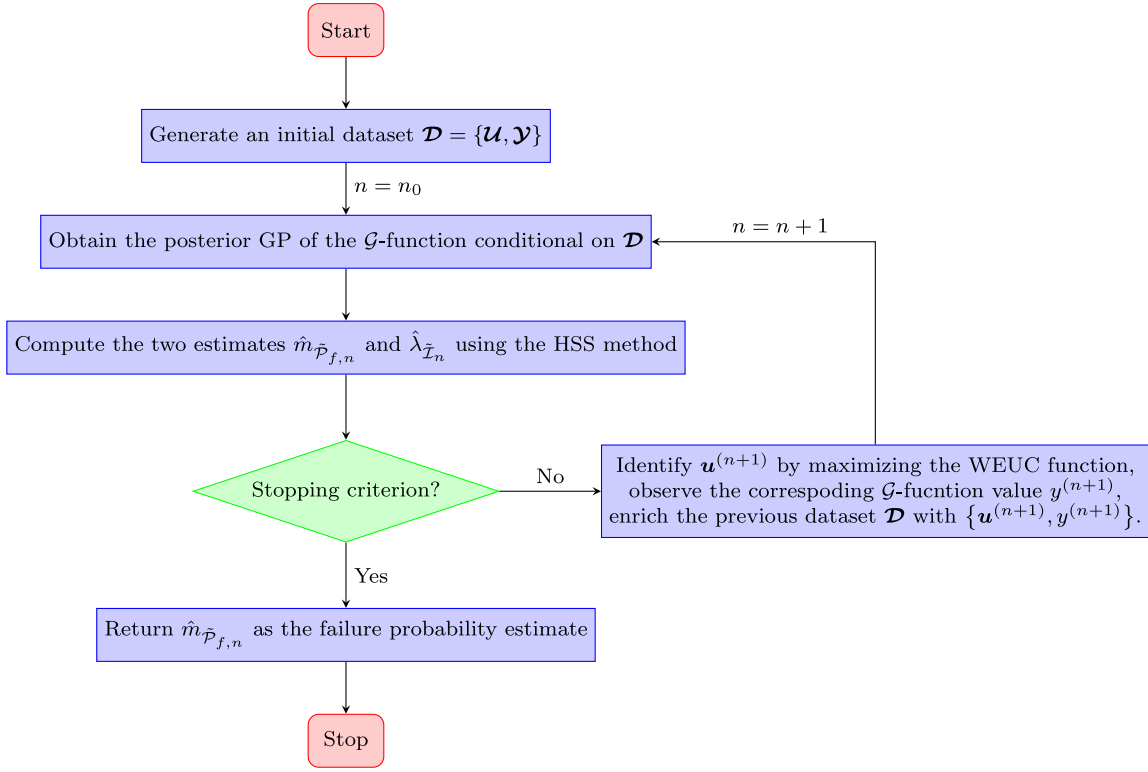 Start
Generate an initial dataset 𝓓 = {𝓤, 𝓨}
n = n₀
Obtain the posterior GP of the 𝒢-function conditional on 𝓓
n = n + 1
Compute the two estimates m̂_{𝒫̃_{f,n}} and λ̂_{ℐ̃_n} using the HSS method
Stopping criterion?
No
Identify 𝒖⁽ⁿ⁺¹⁾ by maximizing the WEUC function,
observe the correspoding 𝒢-fucntion value y⁽ⁿ⁺¹⁾,
enrich the previous dataset 𝓓 with {𝒖⁽ⁿ⁺¹⁾, y⁽ⁿ⁺¹⁾}.
Yes
Return m̂_{𝒫̃_{f,n}} as the failure probability estimate
Stop